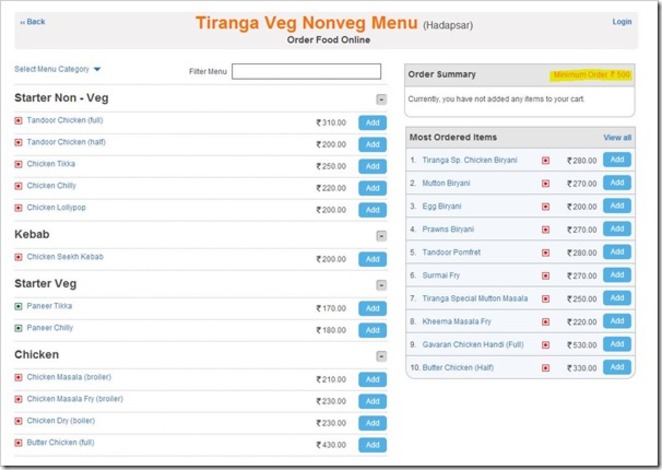 ‹‹ Back
Tiranga Veg Nonveg Menu (Hadapsar)
Login
Order Food Online
Select Menu Category
Filter Menu
Starter Non - Veg
Tandoor Chicken (full) ₹310.00 Add
Tandoor Chicken (half) ₹200.00 Add
Chicken Tikka ₹250.00 Add
Chicken Chilly ₹220.00 Add
Chicken Lollypop ₹200.00 Add
Kebab
Chicken Seekh Kebab ₹200.00 Add
Starter Veg
Paneer Tikka ₹170.00 Add
Paneer Chilly ₹180.00 Add
Chicken
Chicken Masala (broiler) ₹210.00 Add
Chicken Masala Fry (broiler) ₹230.00 Add
Chicken Dry (boiler) ₹230.00 Add
Butter Chicken (full) ₹430.00 Add
Order Summary Minimum Order ₹ 500
Currently, you have not added any items to your cart.
Most Ordered Items View all
1. Tiranga Sp. Chicken Biryani ₹280.00 Add
2. Mutton Biryani ₹270.00 Add
3. Egg Biryani ₹200.00 Add
4. Prawns Biryani ₹270.00 Add
5. Tandoor Pomfret ₹280.00 Add
6. Surmai Fry ₹270.00 Add
7. Tiranga Special Mutton Masala ₹250.00 Add
8. Kheema Masala Fry ₹220.00 Add
9. Gavaran Chicken Handi (Full) ₹530.00 Add
10. Butter Chicken (Half) ₹330.00 Add